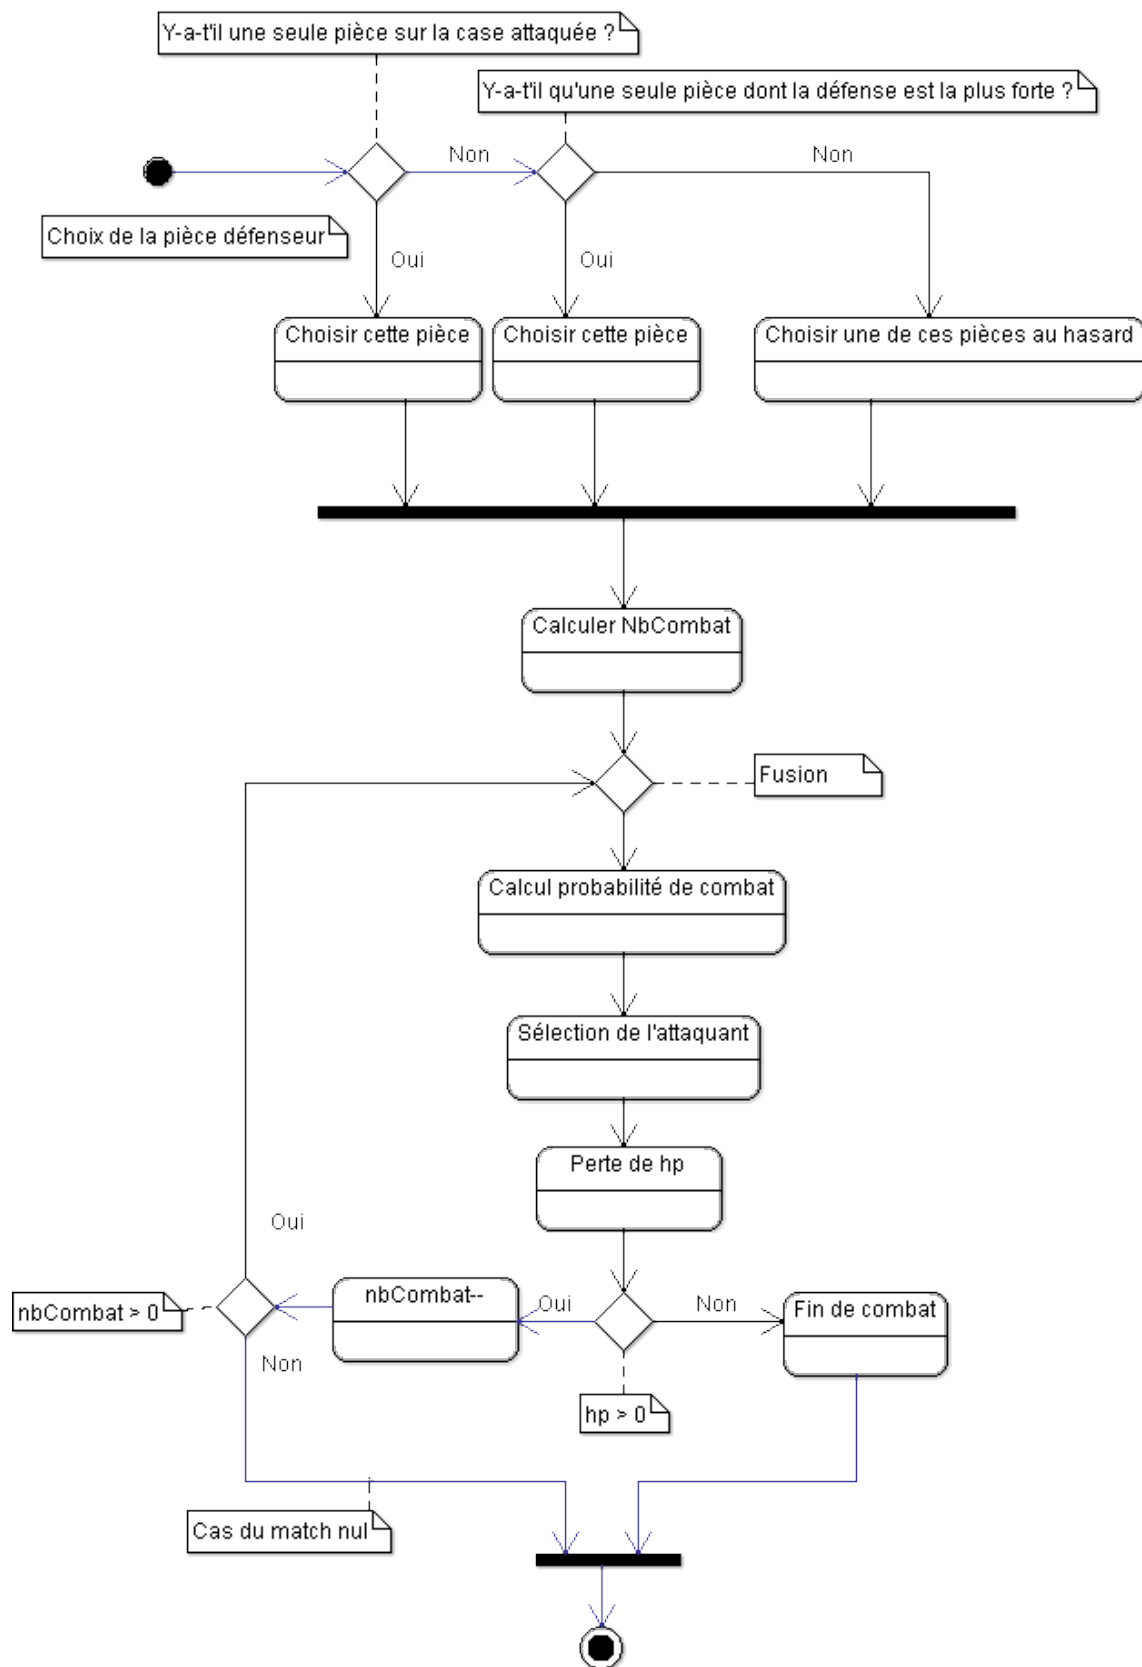 Y-a-t'il une seule pièce sur la case attaquée ?
Y-a-t'il qu'une seule pièce dont la défense est la plus forte ?
Non
Non
Choix de la pièce défenseur
Oui
Oui
Choisir cette pièce
Choisir cette pièce
Choisir une de ces pièces au hasard
Calculer NbCombat
Fusion
Calcul probabilité de combat
Sélection de l'attaquant
Perte de hp
Oui
nbCombat > 0
nbCombat--
Oui
Non
Fin de combat
Non
hp > 0
Cas du match nul